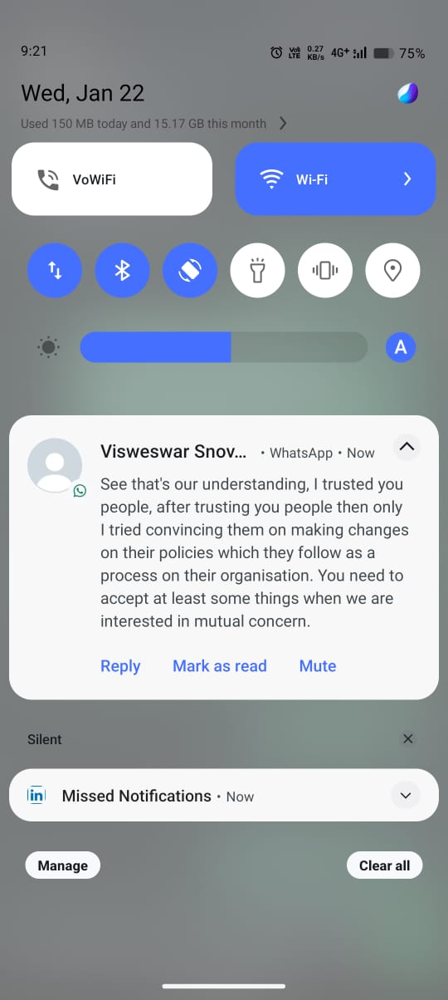 9:21
Vo) LTE 0.27 KB/s 4G+ 75%
Wed, Jan 22
Used 150 MB today and 15.17 GB this month
VoWiFi
Wi-Fi
A
Visweswar Snov... • WhatsApp • Now
See that's our understanding, I trusted you
people, after trusting you people then only
I tried convincing them on making changes
on their policies which they follow as a
process on their organisation. You need to
accept at least some things when we are
interested in mutual concern.
Reply Mark as read Mute
Silent
in Missed Notifications • Now
Manage Clear all